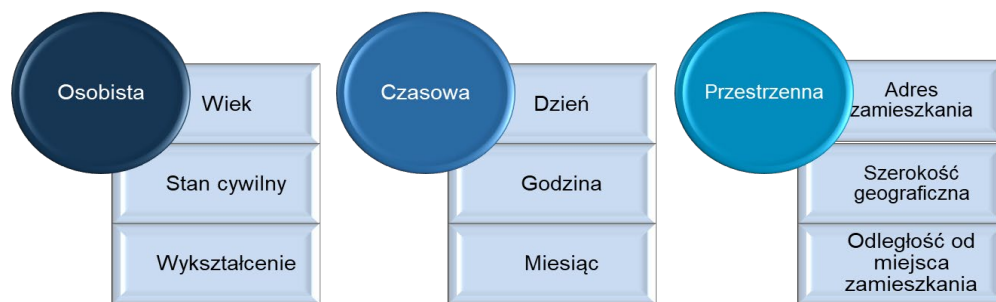 Osobista
Wiek
Stan cywilny
Wykształcenie
Czasowa
Dzień
Godzina
Miesiąc
Przestrzenna
Adres
zamieszkania
Szerokość
geograficzna
Odległość od
miejsca
zamieszkania